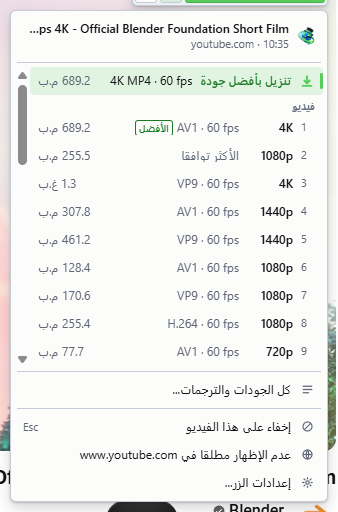 ...ps 4K - Official Blender Foundation Short Film
youtube.com · 10:35
تنزيل بأفضل جودة 4K MP4 · 60 fps 689.2 م.ب
فيديو
1 4K AV1 · 60 fps الأفضل 689.2 م.ب
2 1080p الأكثر توافقا 255.5 م.ب
3 4K VP9 · 60 fps 1.3 غ.ب
4 1440p AV1 · 60 fps 307.8 م.ب
5 1440p VP9 · 60 fps 461.2 م.ب
6 1080p AV1 · 60 fps 128.4 م.ب
7 1080p VP9 · 60 fps 170.6 م.ب
8 1080p H.264 · 60 fps 255.4 م.ب
9 720p AV1 · 60 fps 77.7 م.ب
كل الجودات والترجمات...
إخفاء على هذا الفيديو Esc
عدم الإظهار مطلقا في www.youtube.com
إعدادات الزر...
Blender